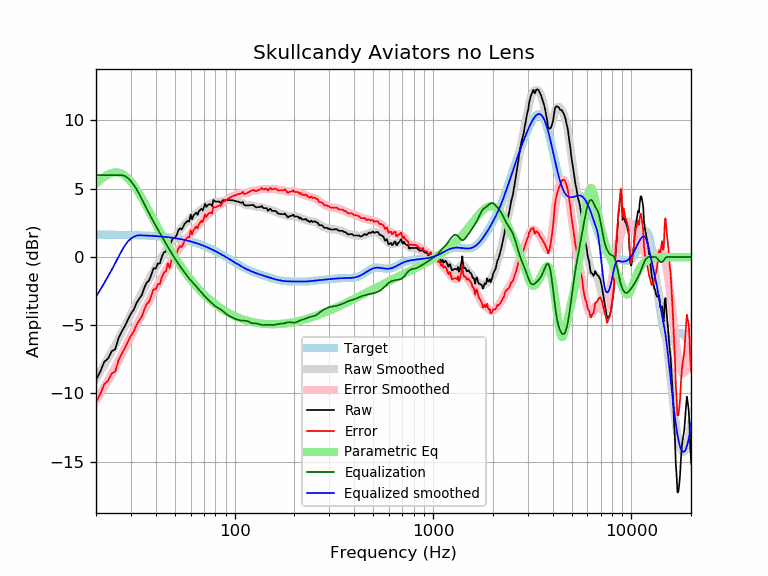 Skullcandy Aviators no Lens
Amplitude (dBr)
10
5
0
−5
−10
−15
Target
Raw Smoothed
Error Smoothed
Raw
Error
Parametric Eq
Equalization
Equalized smoothed
100
1000
10000
Frequency (Hz)